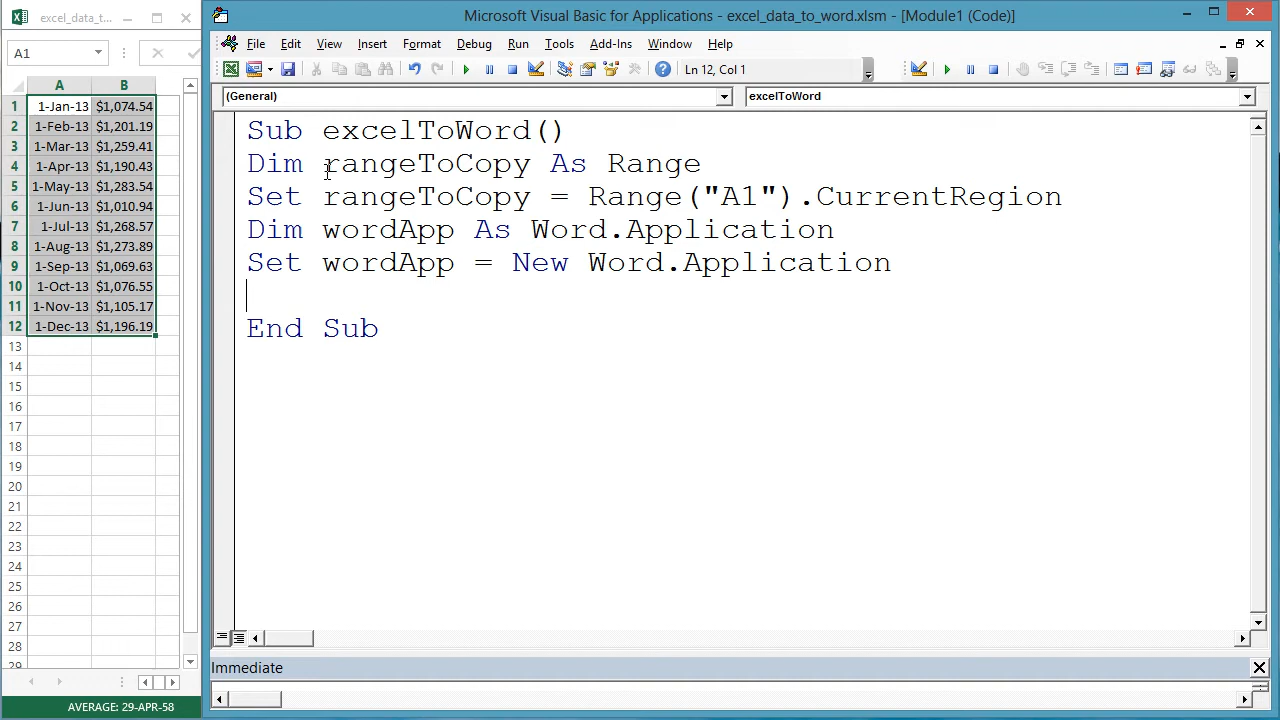 excel_data_t...
Microsoft Visual Basic for Applications - excel_data_to_word.xlsm - [Module1 (Code)]
A1
File Edit View Insert Format Debug Run Tools Add-Ins Window Help
Ln 12, Col 1
(General) excelToWord
A B
1 1-Jan-13 $1,074.54
2 1-Feb-13 $1,201.19
3 1-Mar-13 $1,259.41
4 1-Apr-13 $1,190.43
5 1-May-13 $1,283.54
6 1-Jun-13 $1,010.94
7 1-Jul-13 $1,268.57
8 1-Aug-13 $1,273.89
9 1-Sep-13 $1,069.63
10 1-Oct-13 $1,076.55
11 1-Nov-13 $1,105.17
12 1-Dec-13 $1,196.19
13
14
15
16
17
18
19
20
21
22
23
24
25
26
27
28
29
Sub excelToWord()
Dim rangeToCopy As Range
Set rangeToCopy = Range("A1").CurrentRegion
Dim wordApp As Word.Application
Set wordApp = New Word.Application
End Sub
Immediate
AVERAGE: 29-APR-58